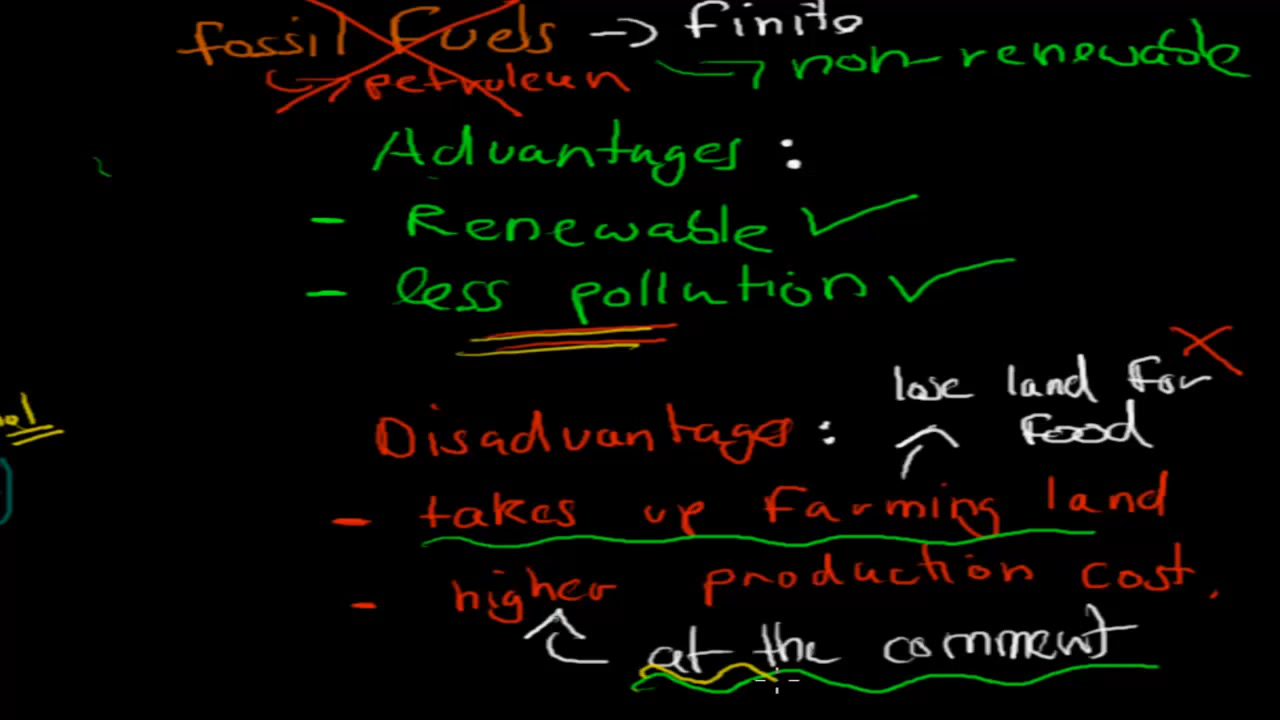 fossil fuels -> finite
petroleun -> non-renewable
Advantages :
- Renewable ✓
- less pollution ✓
lose land for
food
Disadvantages :
- takes up farming land
- higher production cost.
at the comment